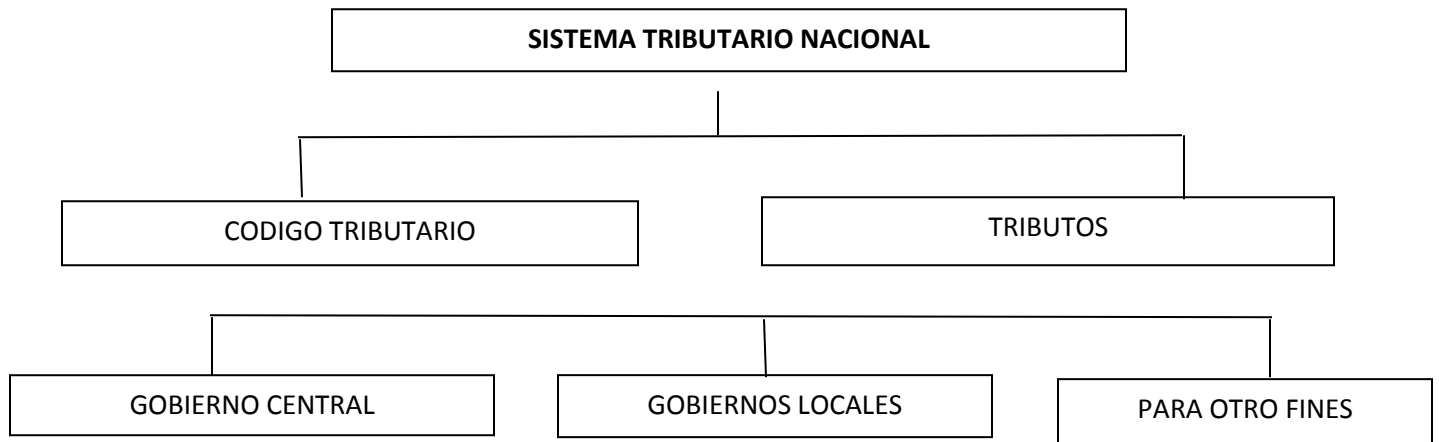 SISTEMA TRIBUTARIO NACIONAL
CODIGO TRIBUTARIO
TRIBUTOS
GOBIERNO CENTRAL
GOBIERNOS LOCALES
PARA OTRO FINES